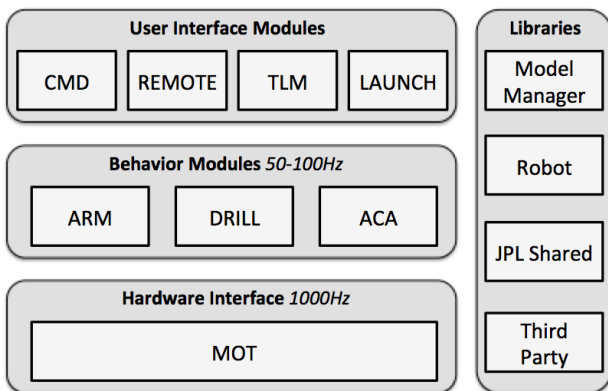 User Interface Modules
CMD
REMOTE
TLM
LAUNCH
Behavior Modules 50-100Hz
ARM
DRILL
ACA
Hardware Interface 1000Hz
MOT
Libraries
Model
Manager
Robot
JPL Shared
Third
Party